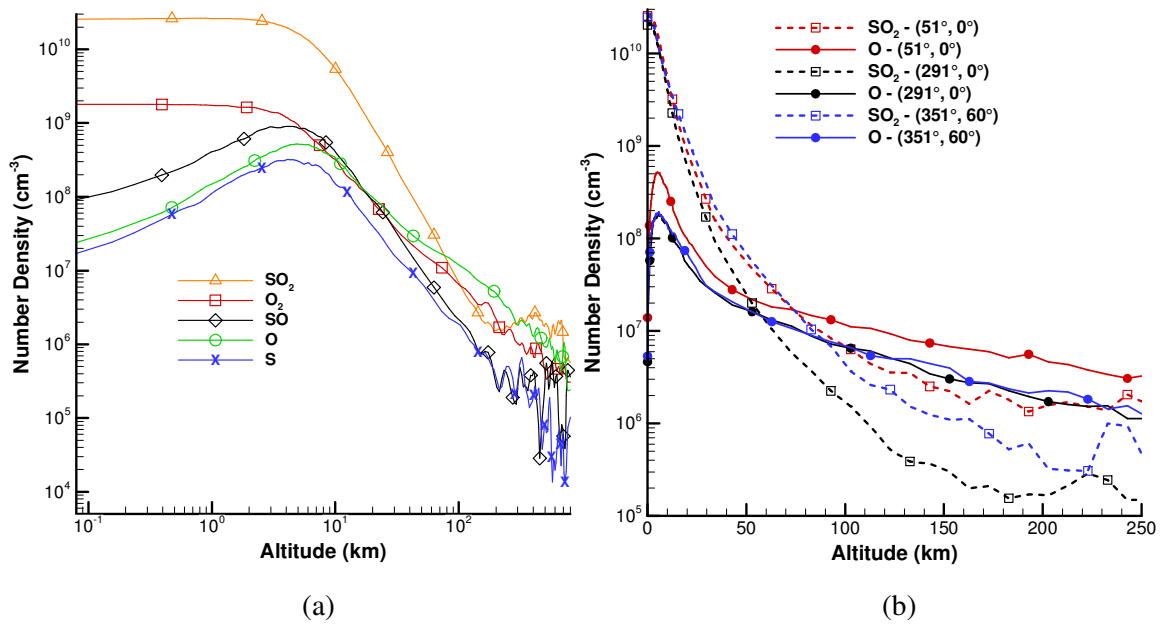 Number Density (cm⁻³)
10¹⁰
10⁹
10⁸
10⁷
10⁶
10⁵
10⁴
SO₂
O₂
SO
O
S
10⁻¹ 10⁰ 10¹ 10²
Altitude (km)
(a)
Number Density (cm⁻³)
10¹⁰
10⁹
10⁸
10⁷
10⁶
10⁵
SO₂ - (51°, 0°)
O - (51°, 0°)
SO₂ - (291°, 0°)
O - (291°, 0°)
SO₂ - (351°, 60°)
O - (351°, 60°)
0 50 100 150 200 250
Altitude (km)
(b)